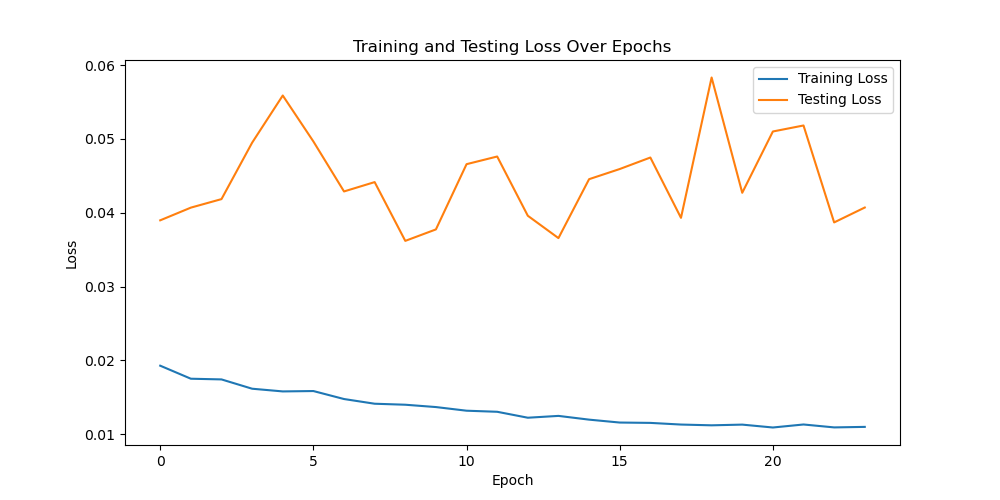 Training and Testing Loss Over Epochs
Training Loss
Testing Loss
0.06
0.05
0.04
0.03
0.02
0.01
Loss
0 5 10 15 20
Epoch